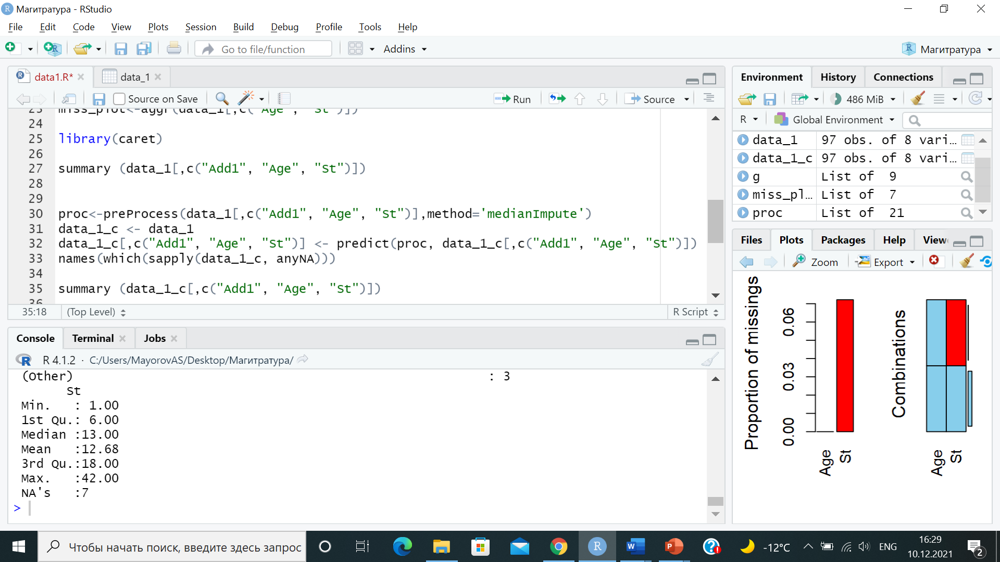 Магитратура - RStudio
File Edit Code View Plots Session Build Debug Profile Tools Help
Go to file/function Addins Магитратура
data1.R* data_1
Source on Save Run Source
23 miss_plot<-aggr(data_1[,c("Age", "St")])
24
25 library(caret)
26
27 summary (data_1[,c("Add1", "Age", "St")])
28
29
30 proc<-preProcess(data_1[,c("Add1", "Age", "St")],method='medianImpute')
31 data_1_c <- data_1
32 data_1_c[,c("Add1", "Age", "St")] <- predict(proc, data_1_c[,c("Add1", "Age", "St")])
33 names(which(sapply(data_1_c, anyNA)))
34
35 summary (data_1_c[,c("Add1", "Age", "St")])
36
35:18 (Top Level) R Script
Console Terminal Jobs
R 4.1.2 · C:/Users/MayorovAS/Desktop/Магитратура/
(Other) : 3
St
Min. : 1.00
1st Qu.: 6.00
Median :13.00
Mean :12.68
3rd Qu.:18.00
Max. :42.00
NA's :7
>
Environment History Connections
486 MiB
R Global Environment
data_1 97 obs. of 8 vari…
data_1_c 97 obs. of 8 vari…
g List of 9
miss_pl… List of 7
proc List of 21
Files Plots Packages Help View
Zoom Export
Proportion of missings
0.06
0.03
0.00
Age
St
Combinations
Age
St
Чтобы начать поиск, введите здесь запрос
-12°C ENG
16:29
10.12.2021
2